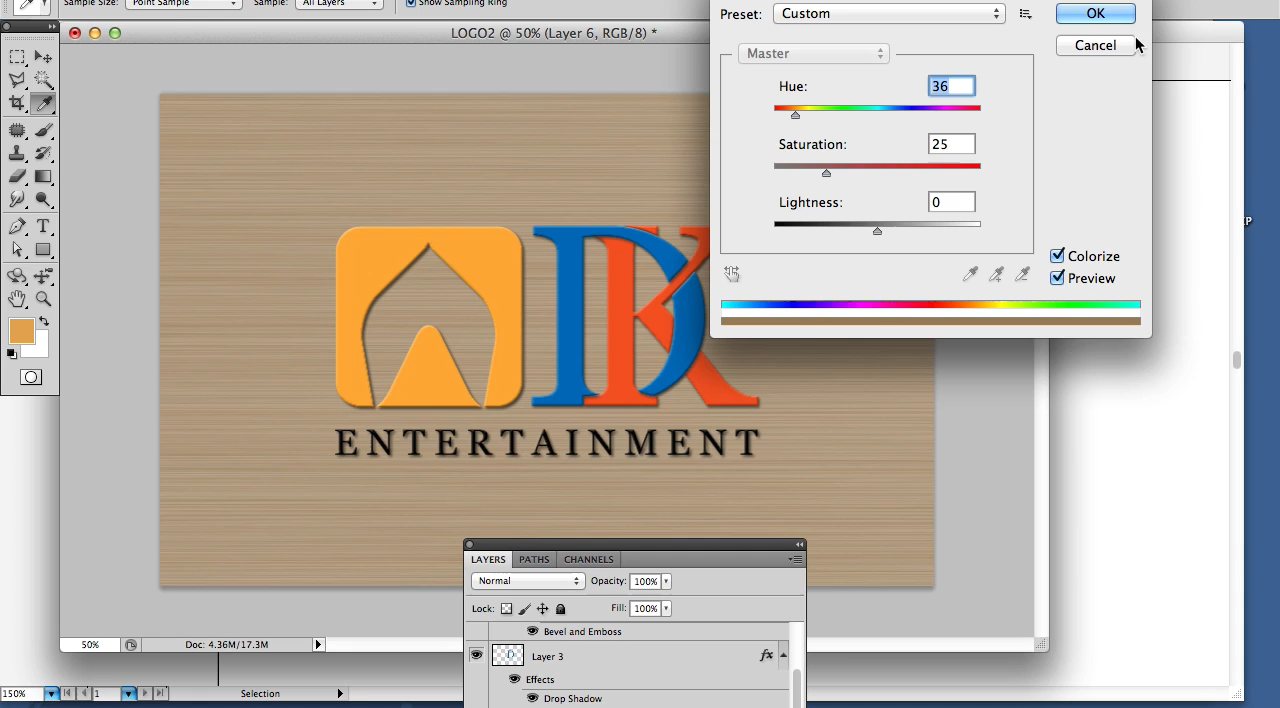 Sample Size: Point Sample Sample: All Layers Show Sampling Ring
Preset: Custom OK
LOGO2 @ 50% (Layer 6, RGB/8) *
Cancel
Master
Hue: 36
Saturation: 25
Lightness: 0
Colorize
Preview
DK
ENTERTAINMENT
LAYERS PATHS CHANNELS
Normal Opacity: 100%
Lock: Fill: 100%
Bevel and Emboss
50% Doc: 4.36M/17.3M
Layer 3 fx
Effects
150% 1 Selection
Drop Shadow